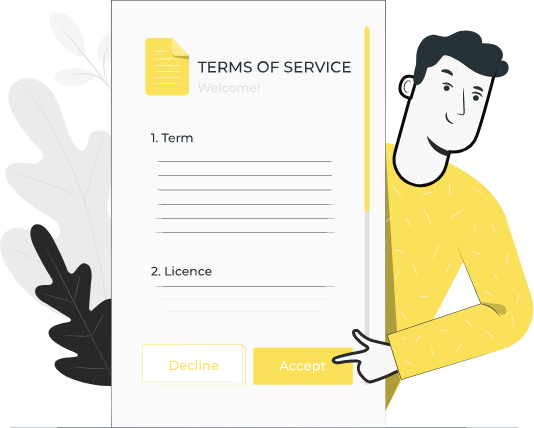 TERMS OF SERVICE
Welcome!
1. Term
2. Licence
Decline
Accept